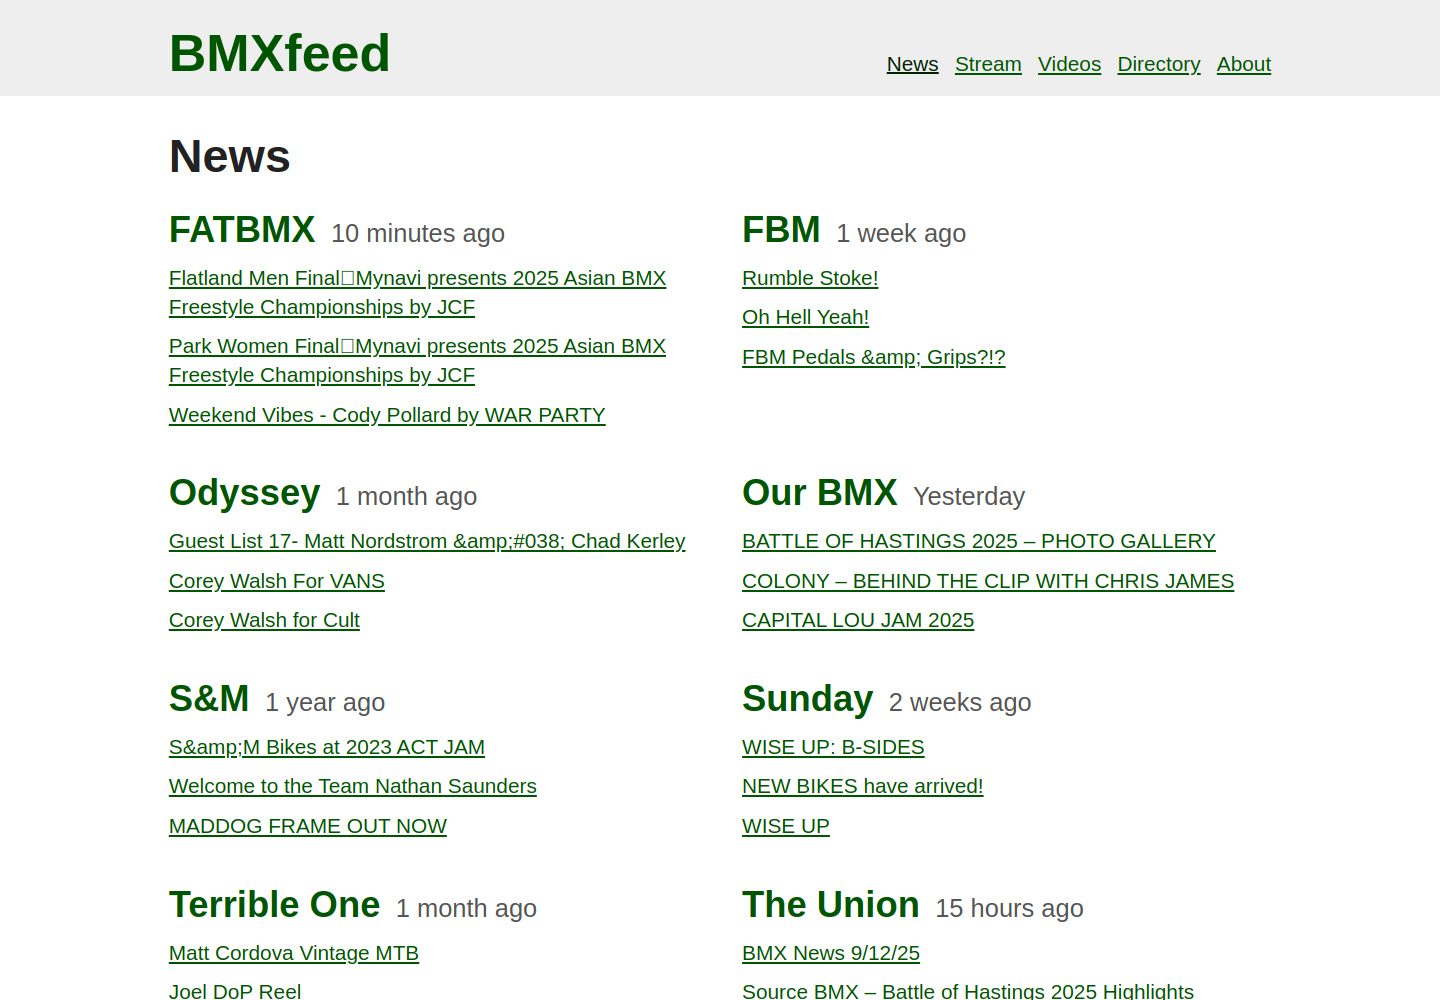 BMXfeed
News Stream Videos Directory About
News
FATBMX 10 minutes ago
Flatland Men Final□Mynavi presents 2025 Asian BMX
Freestyle Championships by JCF
Park Women Final□Mynavi presents 2025 Asian BMX
Freestyle Championships by JCF
Weekend Vibes - Cody Pollard by WAR PARTY
FBM 1 week ago
Rumble Stoke!
Oh Hell Yeah!
FBM Pedals &amp; Grips?!?
Odyssey 1 month ago
Guest List 17- Matt Nordstrom &amp;#038; Chad Kerley
Corey Walsh For VANS
Corey Walsh for Cult
Our BMX Yesterday
BATTLE OF HASTINGS 2025 – PHOTO GALLERY
COLONY – BEHIND THE CLIP WITH CHRIS JAMES
CAPITAL LOU JAM 2025
S&M 1 year ago
S&amp;M Bikes at 2023 ACT JAM
Welcome to the Team Nathan Saunders
MADDOG FRAME OUT NOW
Sunday 2 weeks ago
WISE UP: B-SIDES
NEW BIKES have arrived!
WISE UP
Terrible One 1 month ago
Matt Cordova Vintage MTB
Joel DoP Reel
The Union 15 hours ago
BMX News 9/12/25
Source BMX – Battle of Hastings 2025 Highlights